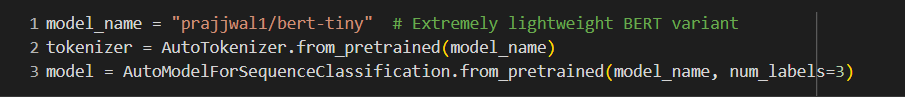 1 model_name = "prajjwal1/bert-tiny"  # Extremely lightweight BERT variant
2 tokenizer = AutoTokenizer.from_pretrained(model_name)
3 model = AutoModelForSequenceClassification.from_pretrained(model_name, num_labels=3)